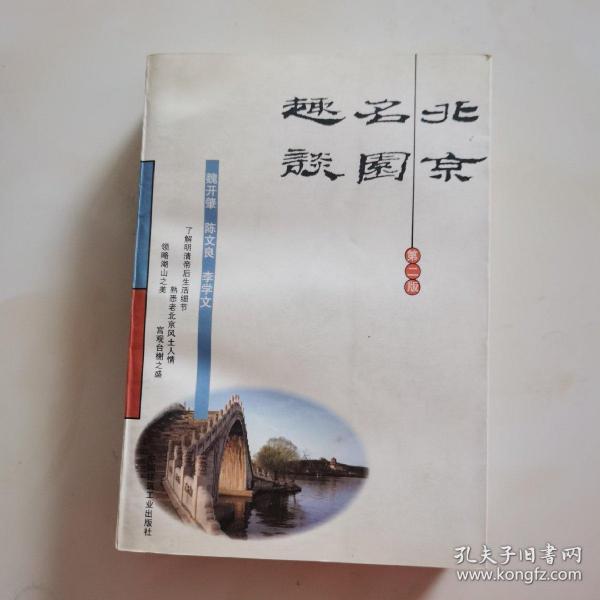 北京
名園
趣談
第二版
魏开肇 陈文良 李学文
了解明清帝后生活细节
熟悉老北京风土人情
领略湖山之美
宫观台榭之盛
工业出版社
孔夫子旧书网
www.kongfz.com